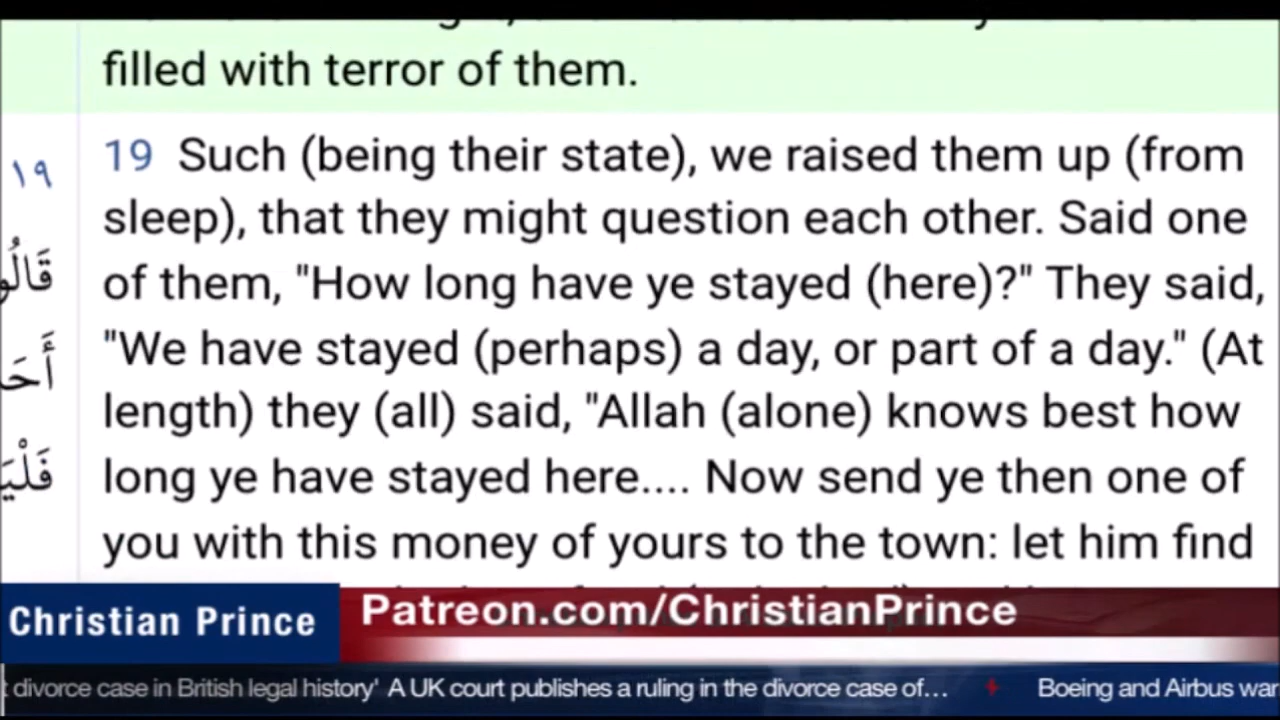 filled with terror of them.
19 Such (being their state), we raised them up (from
١٩
sleep), that they might question each other. Said one
of them, "How long have ye stayed (here)?" They said,
"We have stayed (perhaps) a day, or part of a day." (At
length) they (all) said, "Allah (alone) knows best how
long ye have stayed here.... Now send ye then one of
you with this money of yours to the town: let him find
Christian Prince
Patreon.com/ChristianPrince
divorce case in British legal history' A UK court publishes a ruling in the divorce case of... Boeing and Airbus